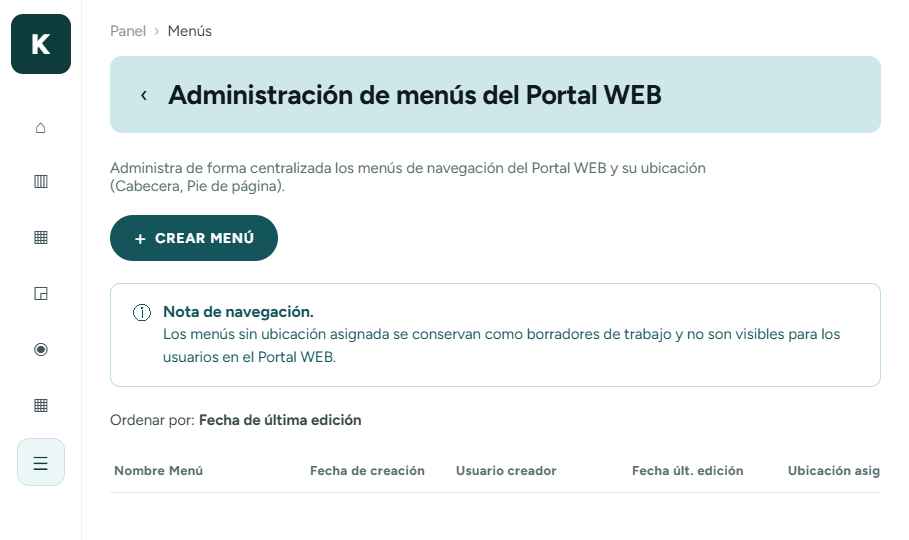 K
Panel › Menús
‹ Administración de menús del Portal WEB
Administra de forma centralizada los menús de navegación del Portal WEB y su ubicación
(Cabecera, Pie de página).
+ CREAR MENÚ
Nota de navegación.
Los menús sin ubicación asignada se conservan como borradores de trabajo y no son visibles para los
usuarios en el Portal WEB.
Ordenar por: Fecha de última edición
Nombre Menú Fecha de creación Usuario creador Fecha últ. edición Ubicación asig